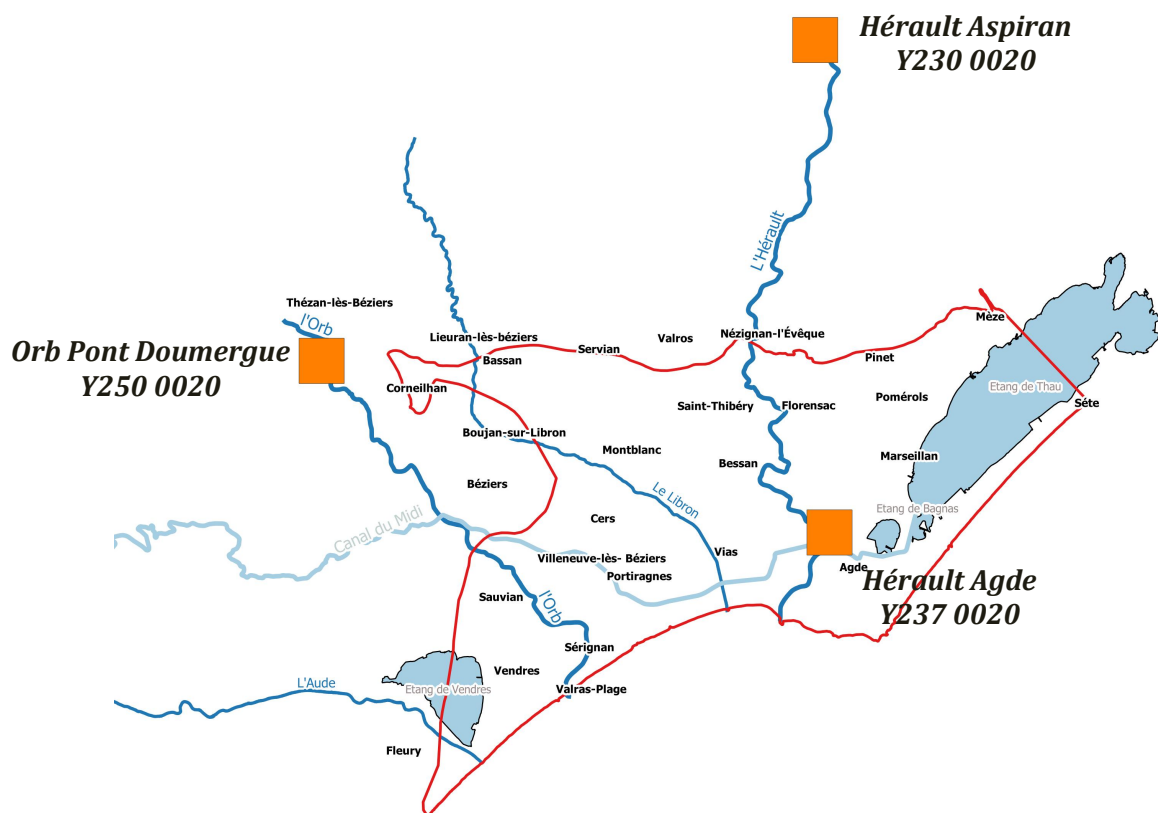 Hérault Aspiran
Y230 0020
L'Hérault
Thézan-lès-Béziers
l'Orb
Mèze
Lieuran-lès-béziers
Valros
Nézignan-l'Évêque
Orb Pont Doumergue
Y250 0020
Bassan
Servian
Pinet
Corneilhan
Etang de Thau
Pomérols
Séte
Saint-Thibéry
Florensac
Boujan-sur-Libron
Montblanc
Marseillan
Bessan
Béziers
Le Libron
Etang de Bagnas
Canal du Midi
Cers
Vias
Villeneuve-lès- Béziers
Agde
Portiragnes
Hérault Agde
Y237 0020
Sauvian
l'Orb
Sérignan
Vendres
L'Aude
Etang de Vendres
Valras-Plage
Fleury